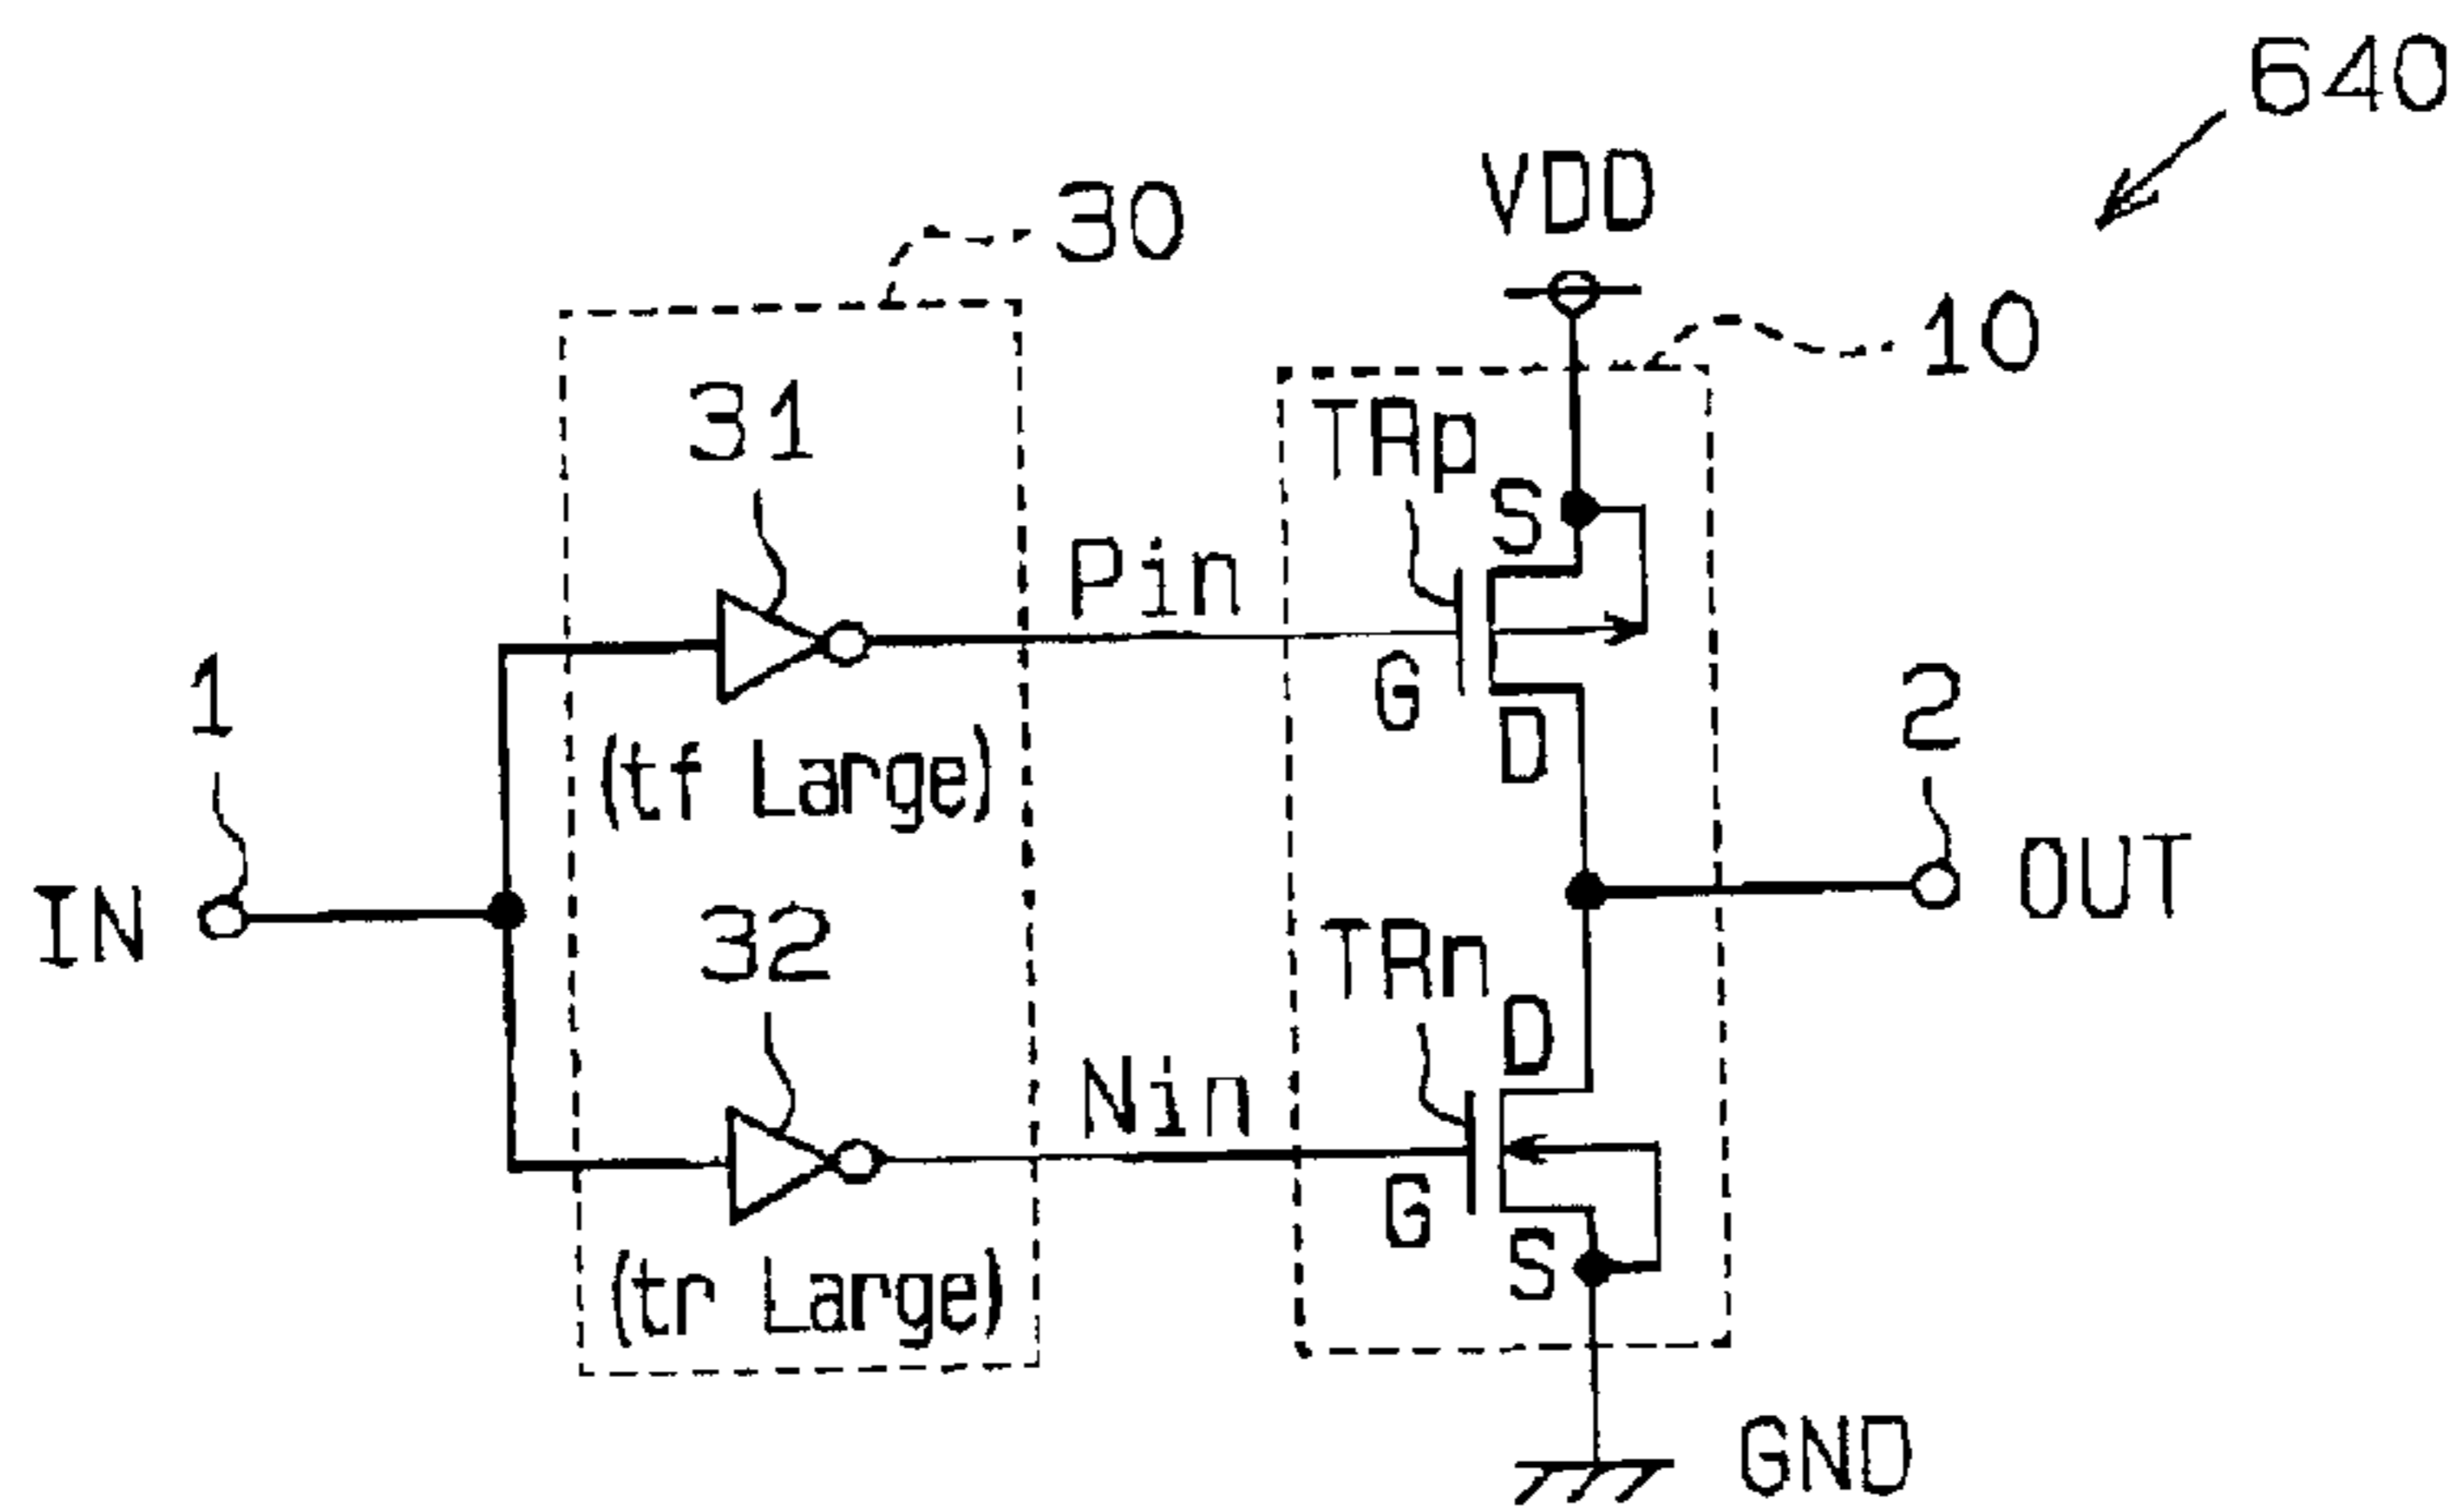 640
VDD
30
10
31
TRp
S
Pin
1
G
2
(tf Large)
D
OUT
IN
32
TRn
D
Nin
G
S
(tr Large)
GND